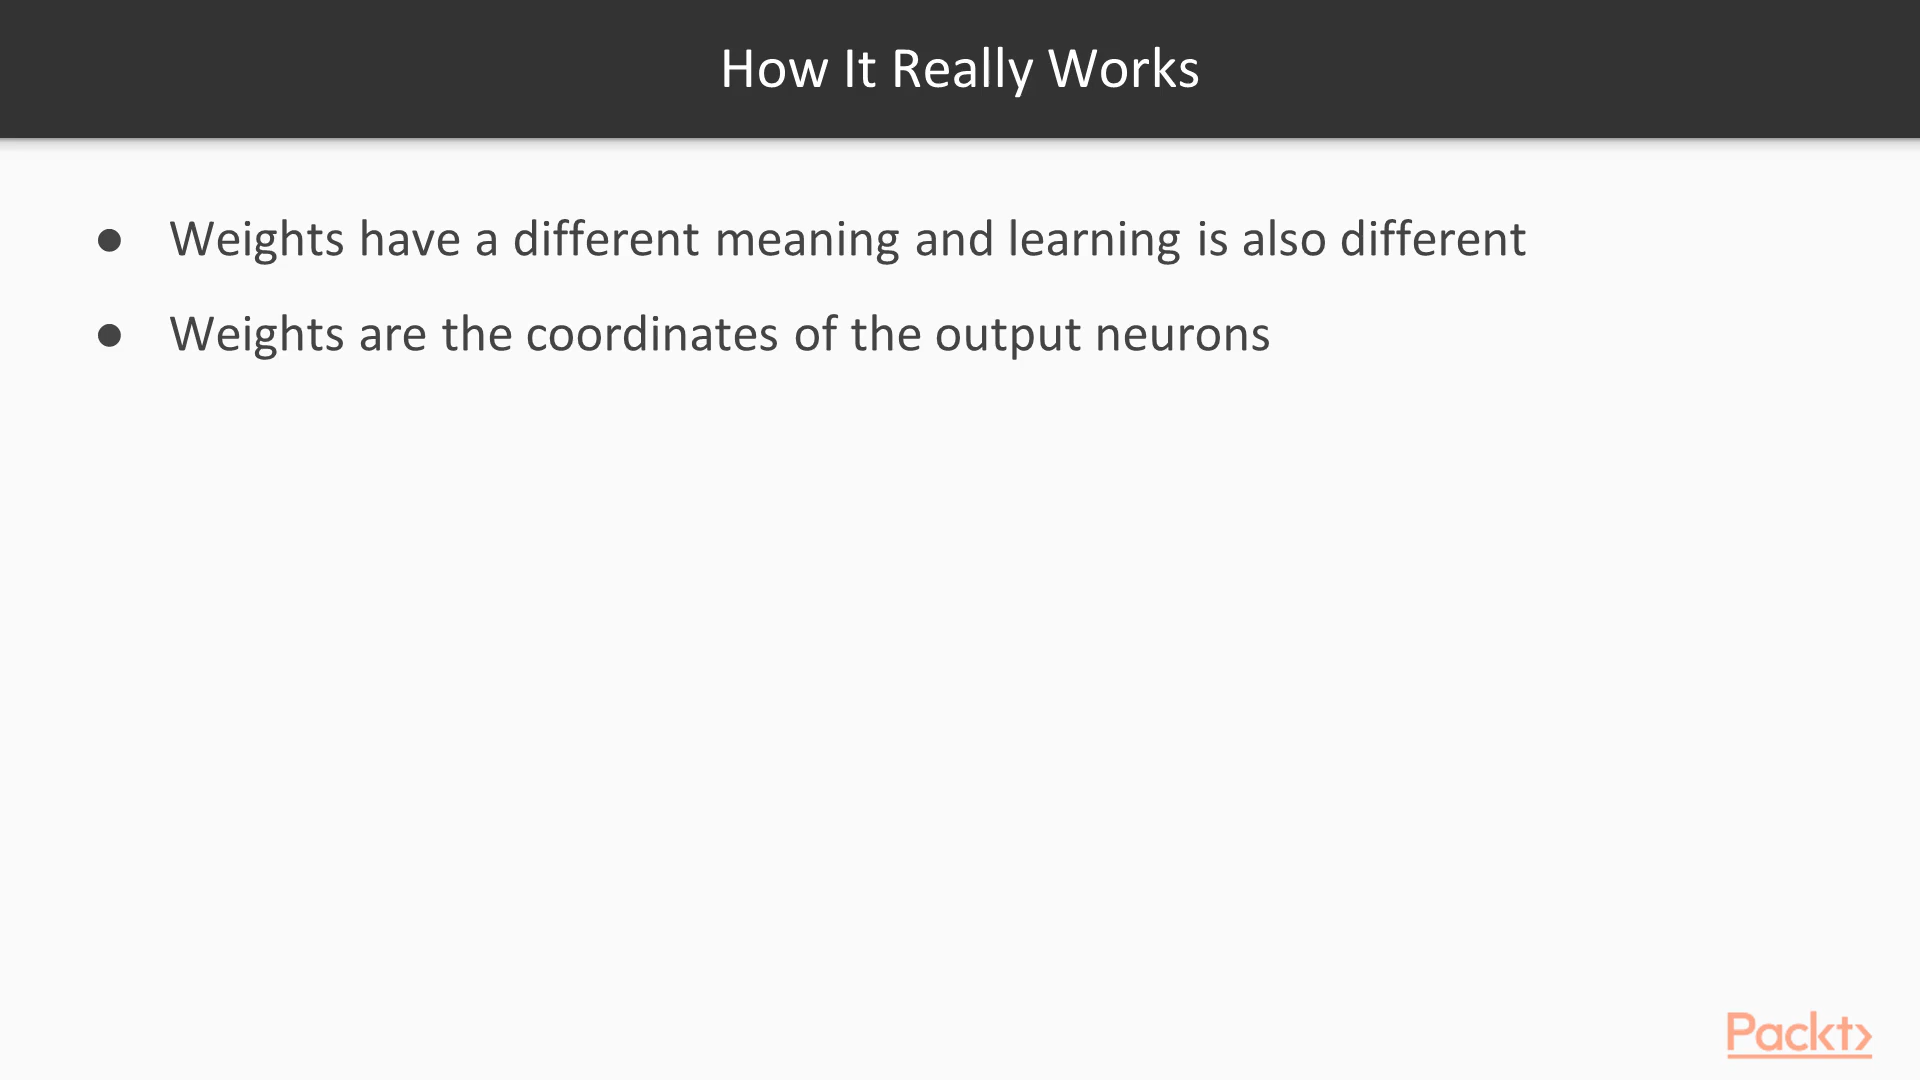 How It Really Works
● Weights have a different meaning and learning is also different
● Weights are the coordinates of the output neurons
Packt>